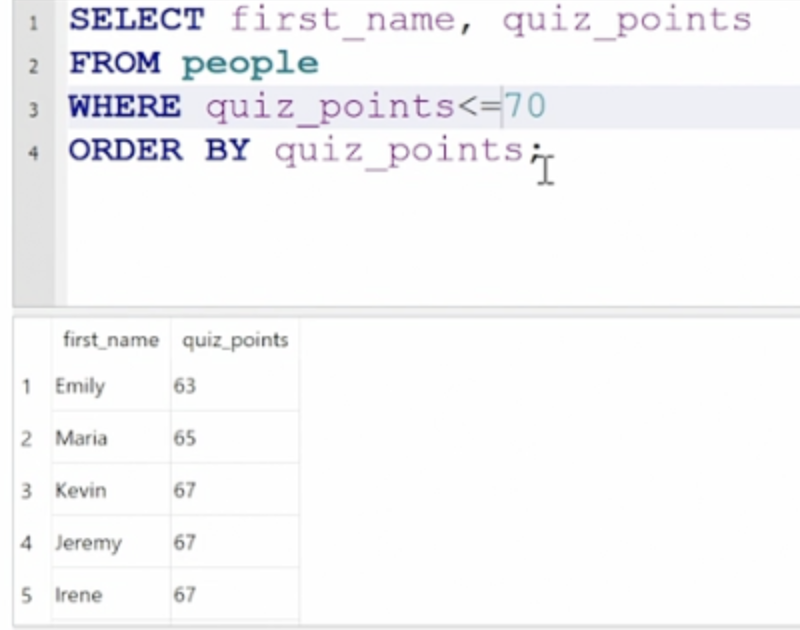 1 SELECT first_name, quiz_points
2 FROM people
3 WHERE quiz_points<=70
4 ORDER BY quiz_points;
first_name quiz_points
1 Emily 63
2 Maria 65
3 Kevin 67
4 Jeremy 67
5 Irene 67